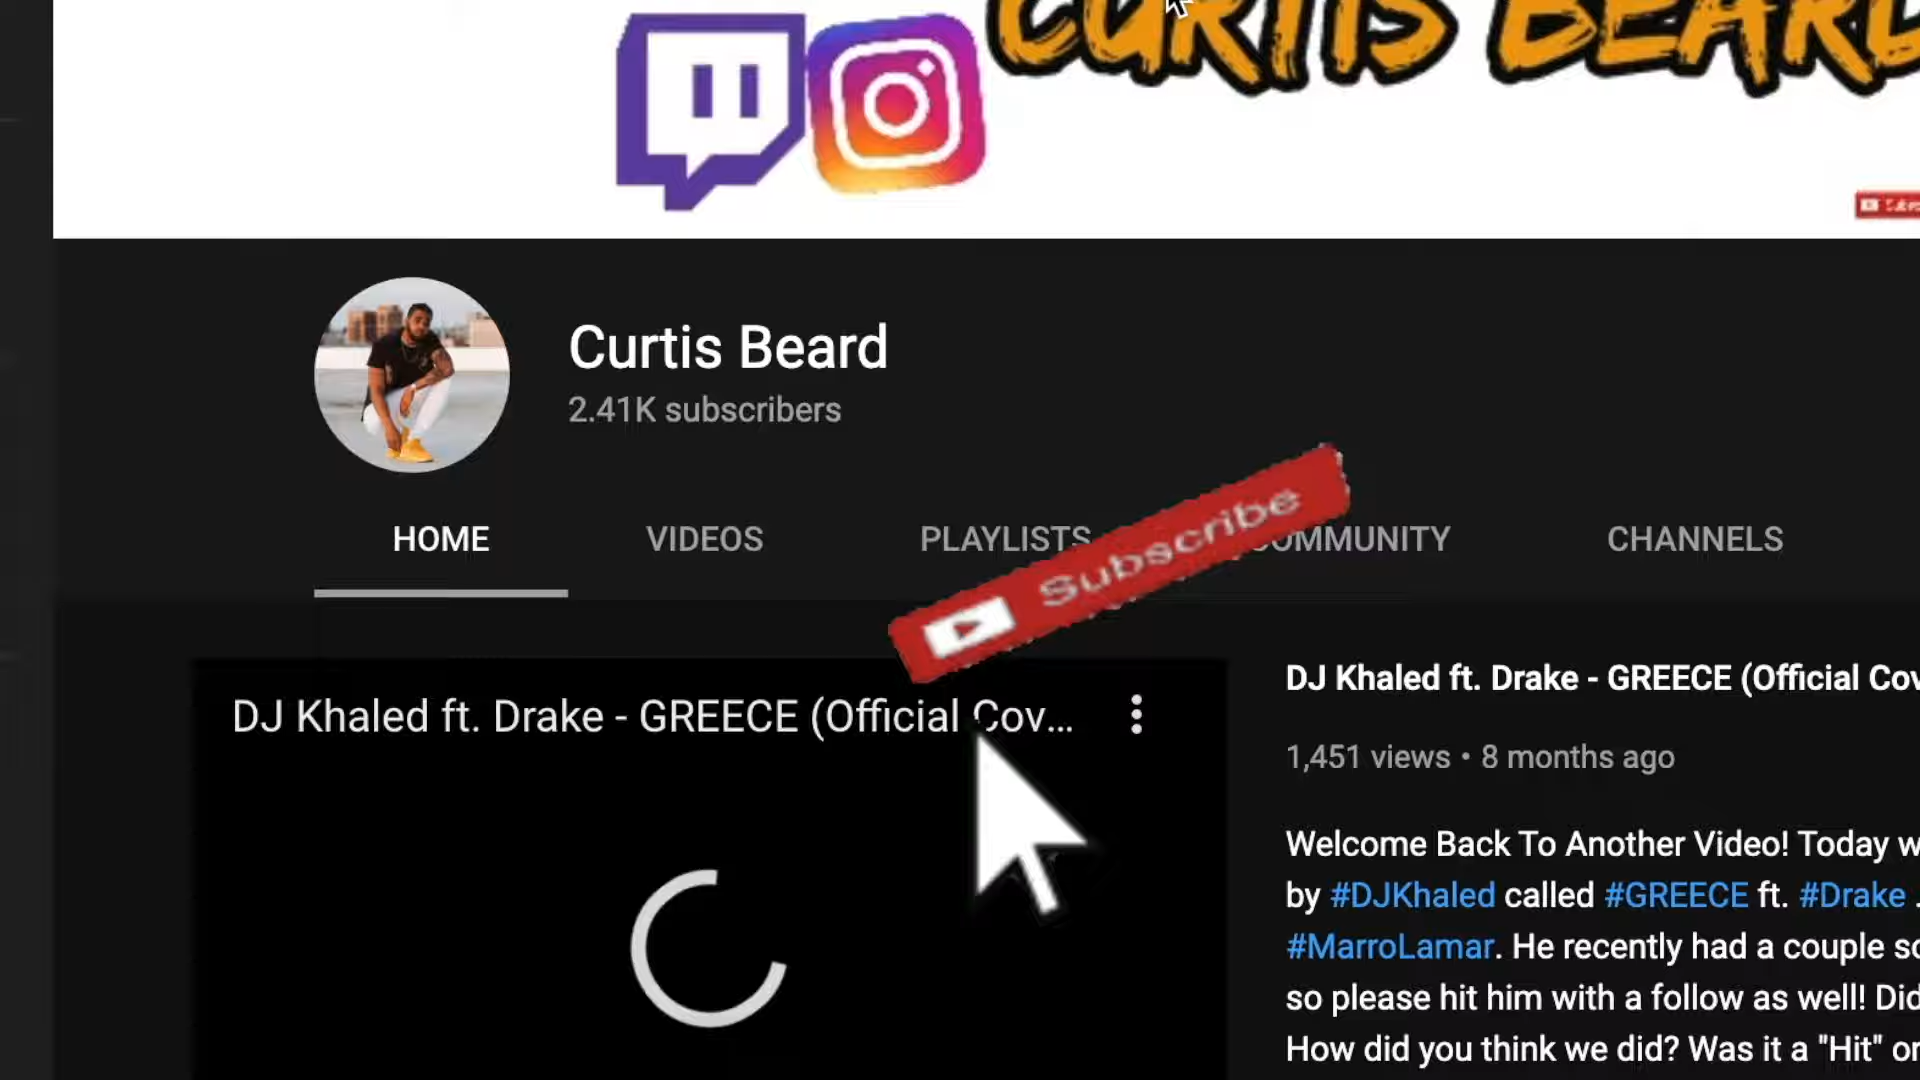 CURTIS BEARD
Curtis Beard
2.41K subscribers
HOME VIDEOS PLAYLISTS COMMUNITY CHANNELS
Subscribe
DJ Khaled ft. Drake - GREECE (Official Cov...
DJ Khaled ft. Drake - GREECE (Official Cov
1,451 views • 8 months ago
Welcome Back To Another Video! Today w
by #DJKhaled called #GREECE ft. #Drake .
#MarroLamar. He recently had a couple so
so please hit him with a follow as well! Did
How did you think we did? Was it a "Hit" or